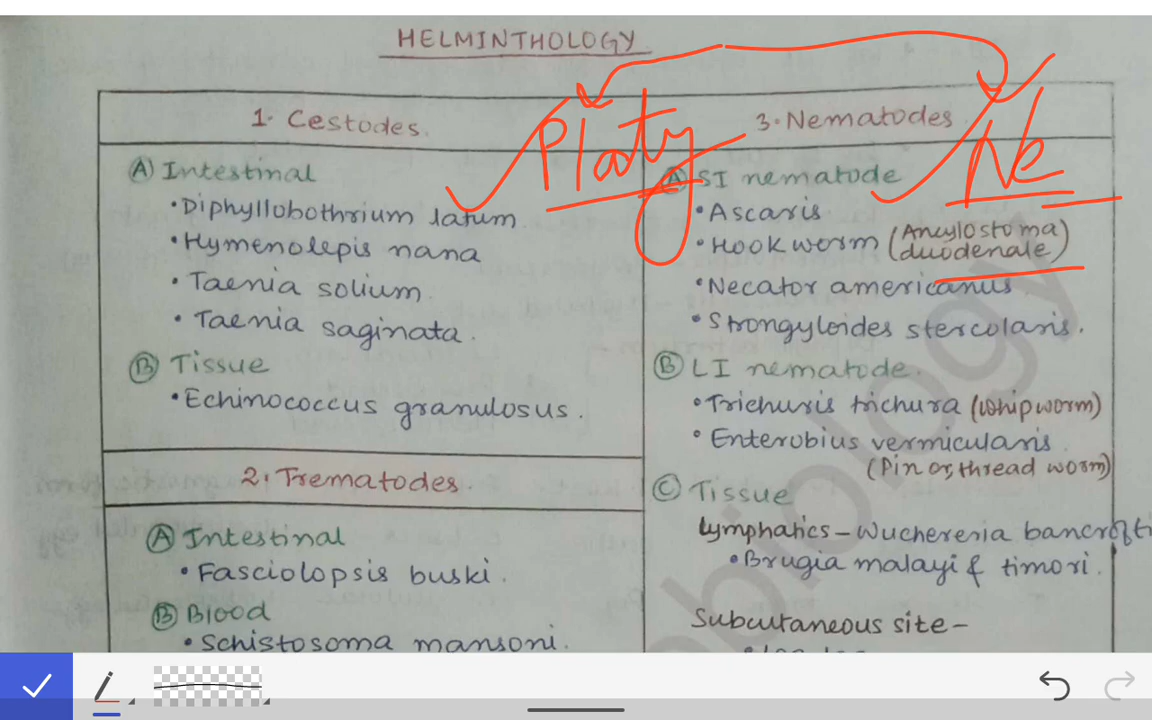 HELMINTHOLOGY
1. Cestodes.
Platy
3. Nematodes
Ne
A) Intestinal
• Diphyllobothrium latum
• Hymenolepis nana
• Taenia solium.
• Taenia saginata.
B) Tissue
• Echinococcus granulosus.
2. Trematodes.
A) Intestinal
• Fasciolopsis buski.
B) Blood
• Schistosoma mansoni.
A) SI nematode
• Ascaris
• Hookworm (Ancylostoma
duodenale)
• Necator americanus
• Strongyloides stercolaris.
B) LI nematode.
• Trichuris trichura (whipworm)
• Enterobius vermicularis
(Pin or, thread worm)
C) Tissue
Lymphatics – Wuchereria bancrofti
• Brugia malayi & timori.
Subcutaneous site –